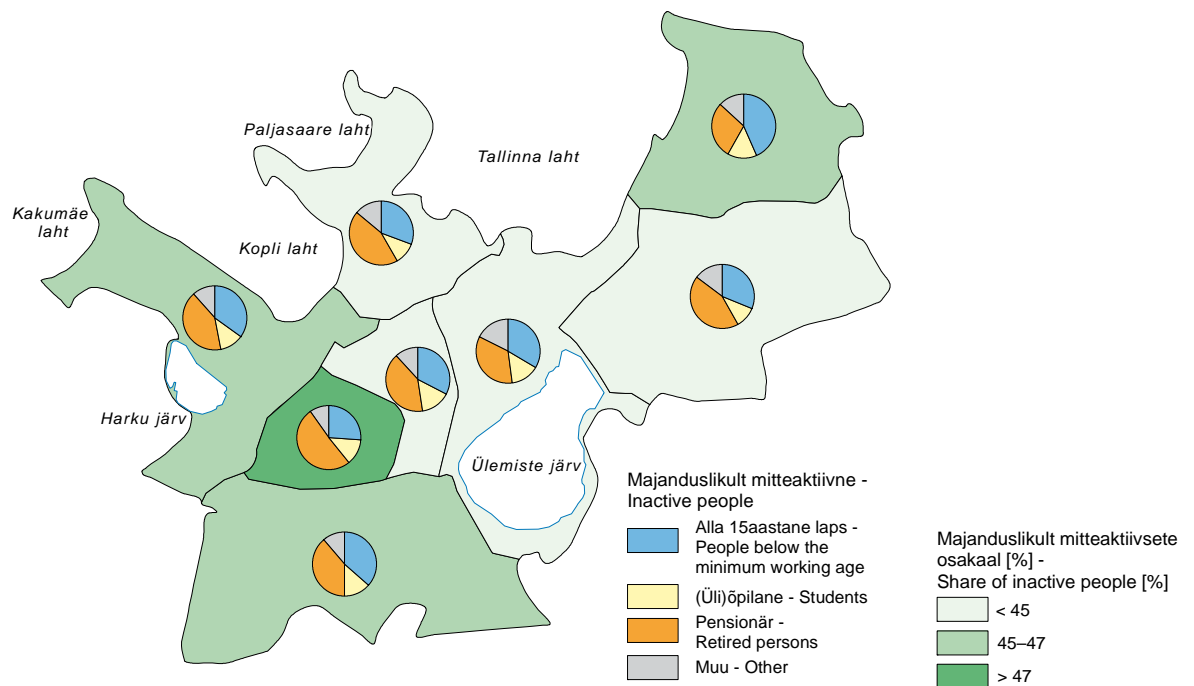 Paljasaare laht
Tallinna laht
Kakumäe
laht
Kopli laht
Harku järv
Ülemiste järv
Majanduslikult mitteaktiivne -
Inactive people
Alla 15aastane laps -
People below the
minimum working age
(Üli)õpilane - Students
Pensionär -
Retired persons
Muu - Other
Majanduslikult mitteaktiivsete
osakaal [%] -
Share of inactive people [%]
< 45
45–47
> 47